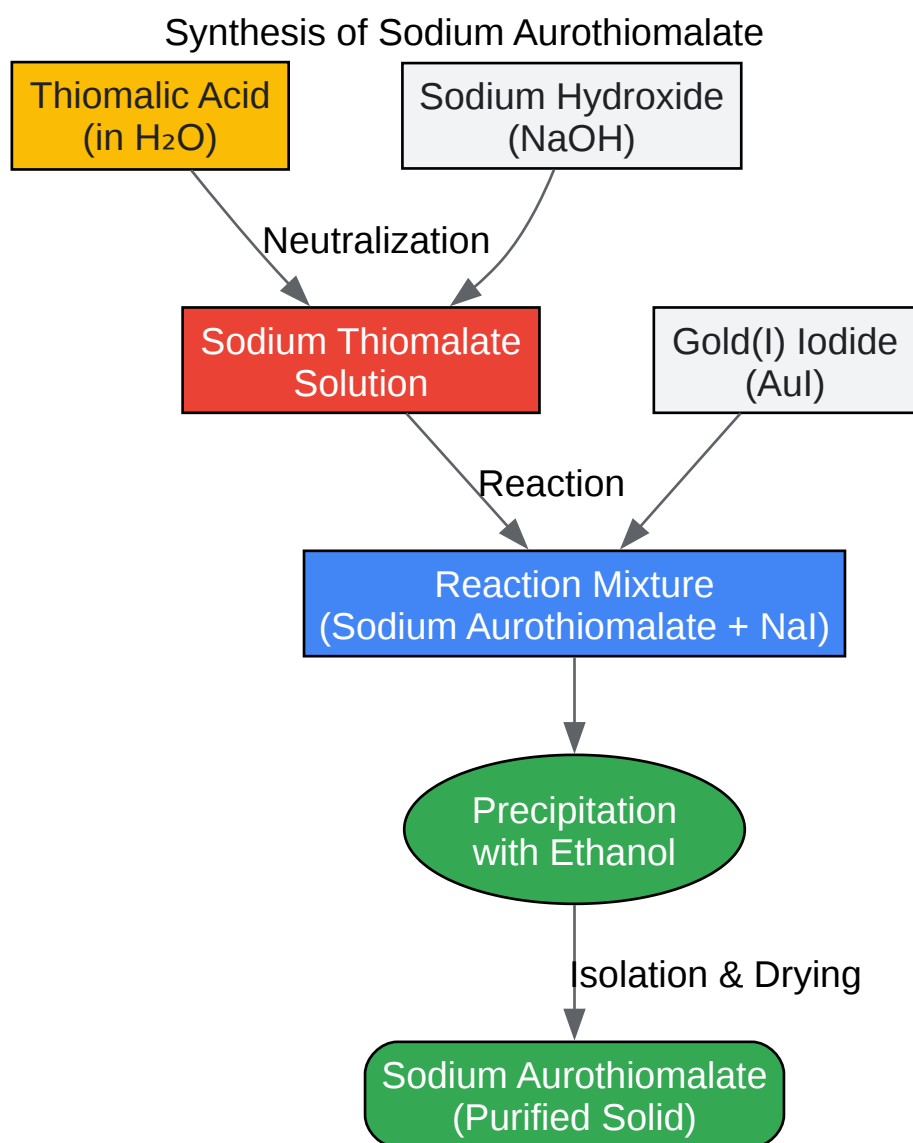 Synthesis of Sodium Aurothiomalate
Thiomalic Acid
(in H₂O)
Sodium Hydroxide
(NaOH)
Neutralization
Sodium Thiomalate
Solution
Gold(I) Iodide
(AuI)
Reaction
Reaction Mixture
(Sodium Aurothiomalate + NaI)
Precipitation
with Ethanol
Isolation & Drying
Sodium Aurothiomalate
(Purified Solid)